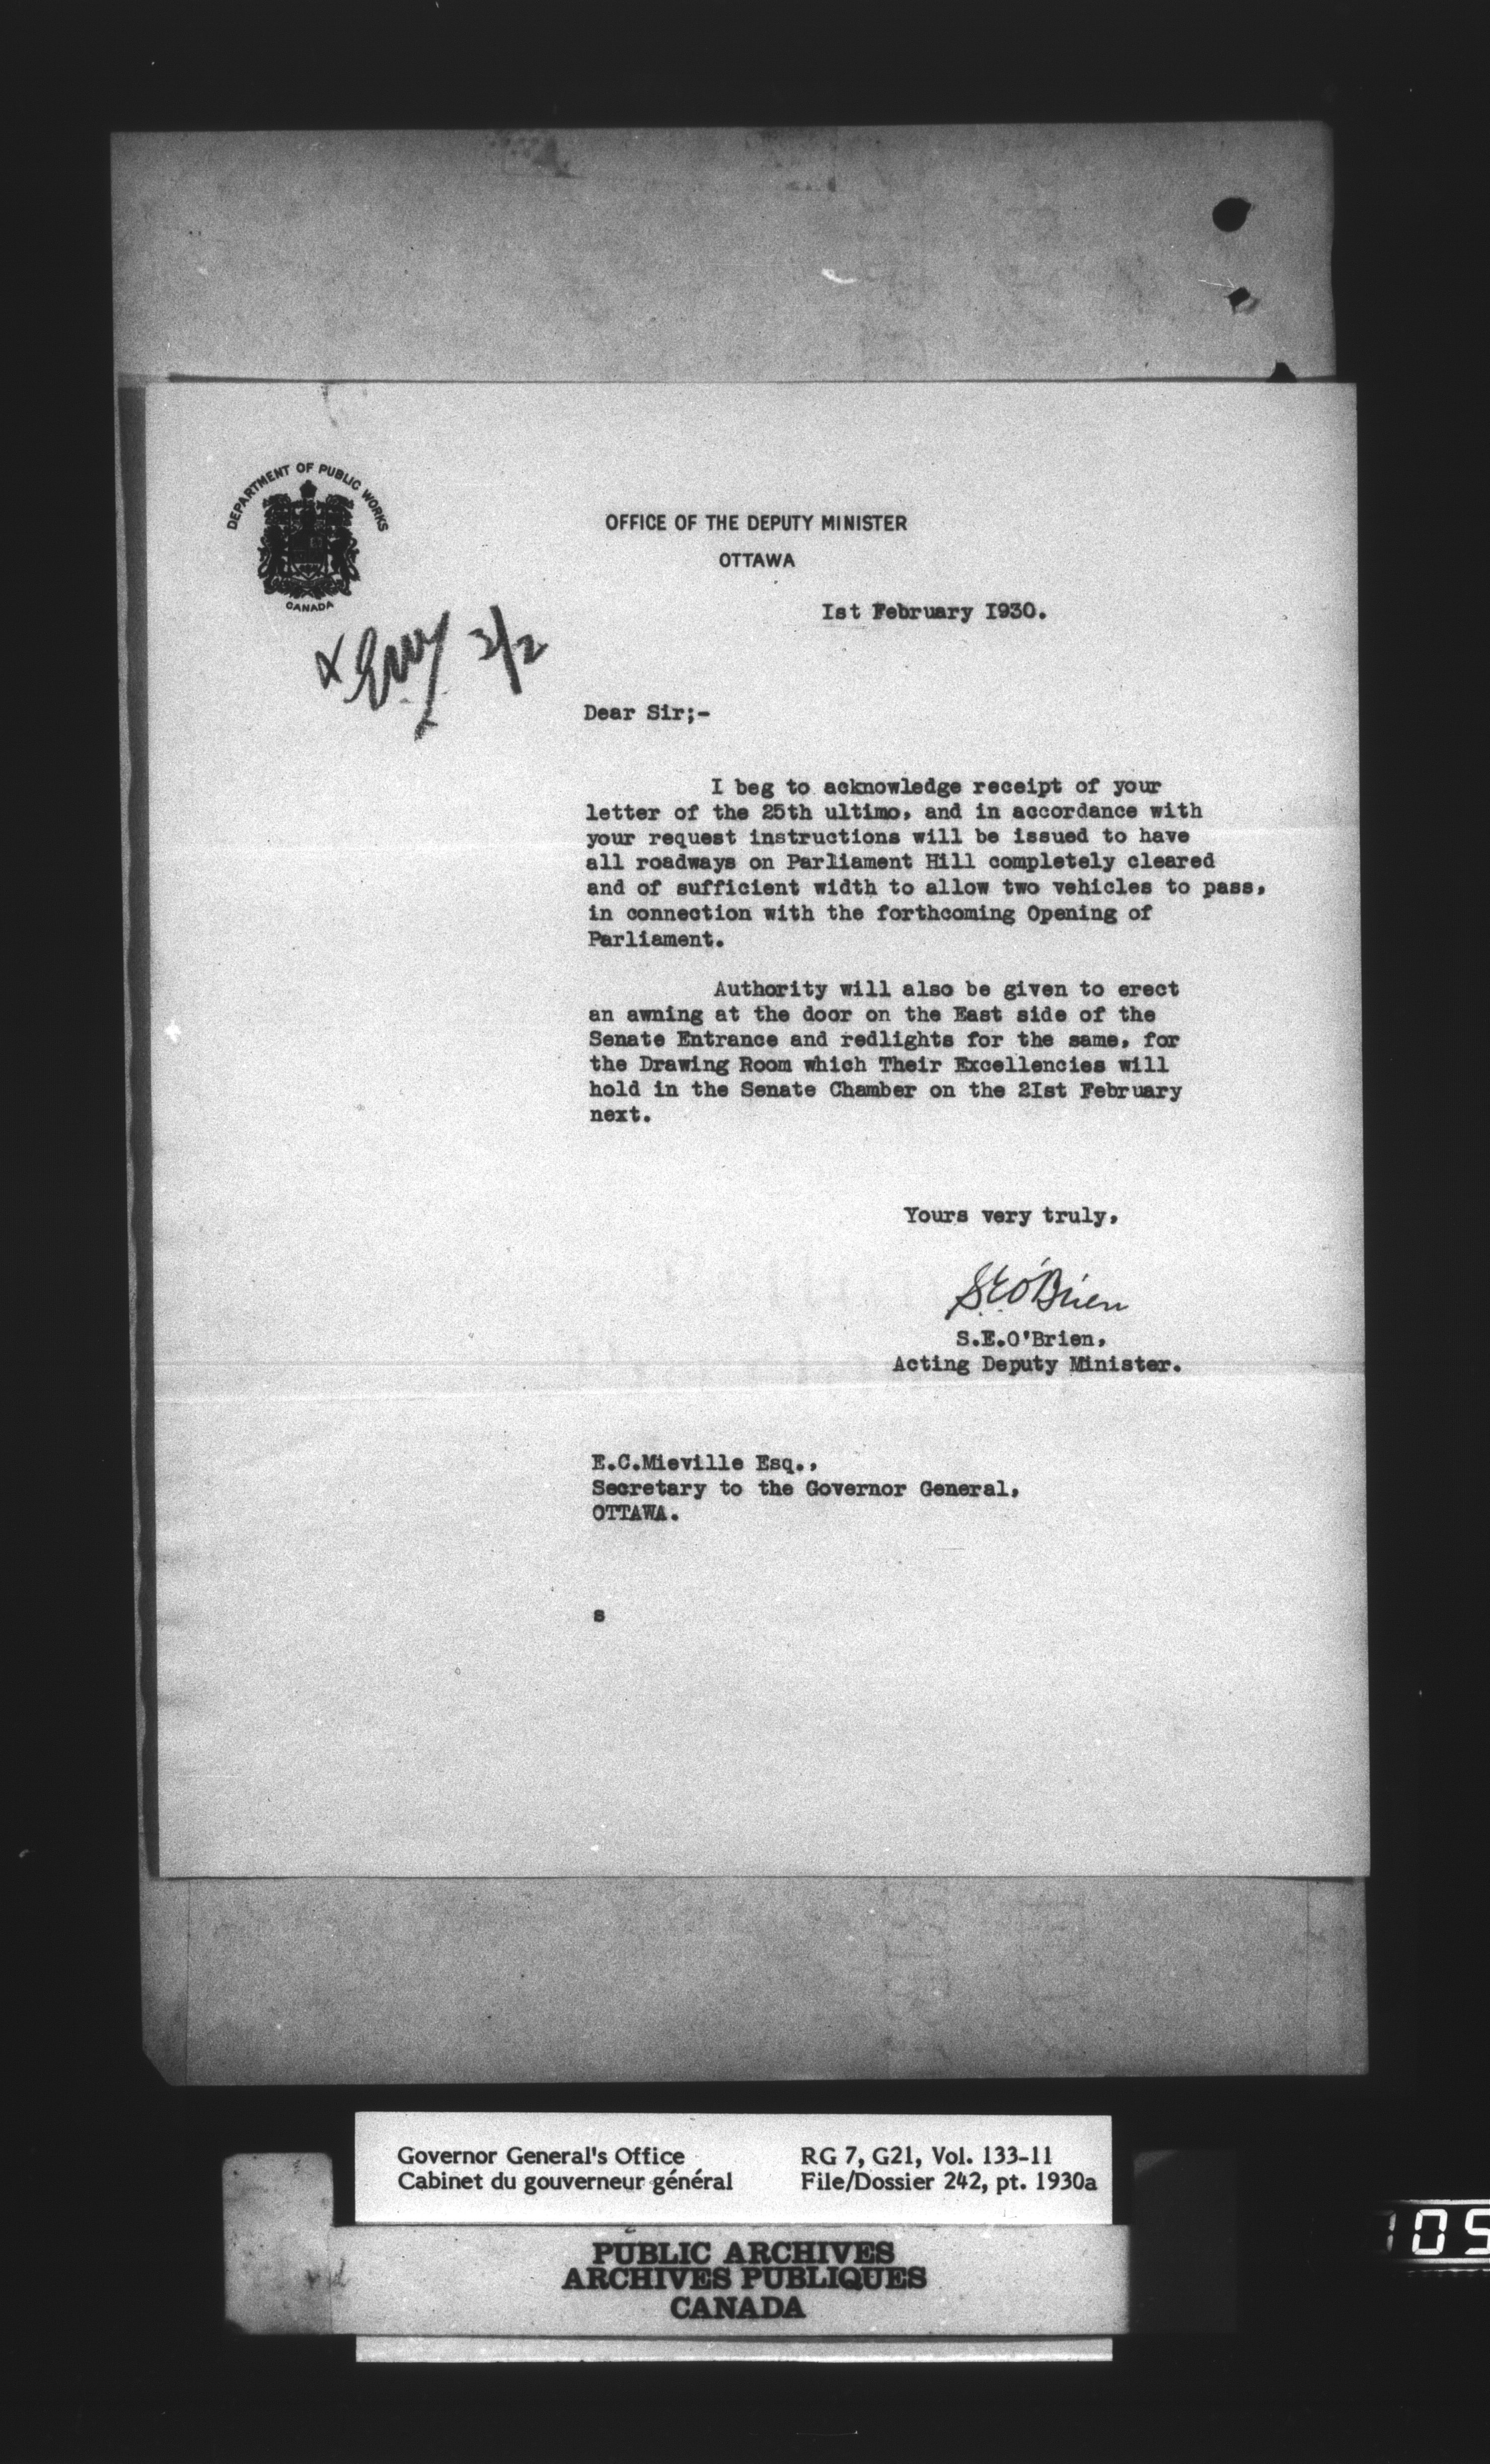 DEPARTMENT OF PUBLIC WORKS
CANADA
OFFICE OF THE DEPUTY MINISTER
OTTAWA
Ist February I930.
3/2
Dear Sir;-
I beg to acknowledge receipt of your
letter of the 25th ultimo, and in accordance with
your request instructions will be issued to have
all roadways on Parliament Hill completely cleared
and of sufficient width to allow two vehicles to pass,
in connection with the forthcoming Opening of
Parliament.
Authority will also be given to erect
an awning at the door on the East side of the
Senate Entrance and redlights for the same, for
the Drawing Room which Their Excellencies will
hold in the Senate Chamber on the 2Ist February
next.
Yours very truly,
SEO'Brien
S.E.O'Brien,
Acting Deputy Minister.
E.C.Mieville Esq.,
Secretary to the Governor General,
OTTAWA.
s
Governor General's Office
Cabinet du gouverneur général
RG 7, G21, Vol. 133-11
File/Dossier 242, pt. 1930a
PUBLIC ARCHIVES
ARCHIVES PUBLIQUES
CANADA
105